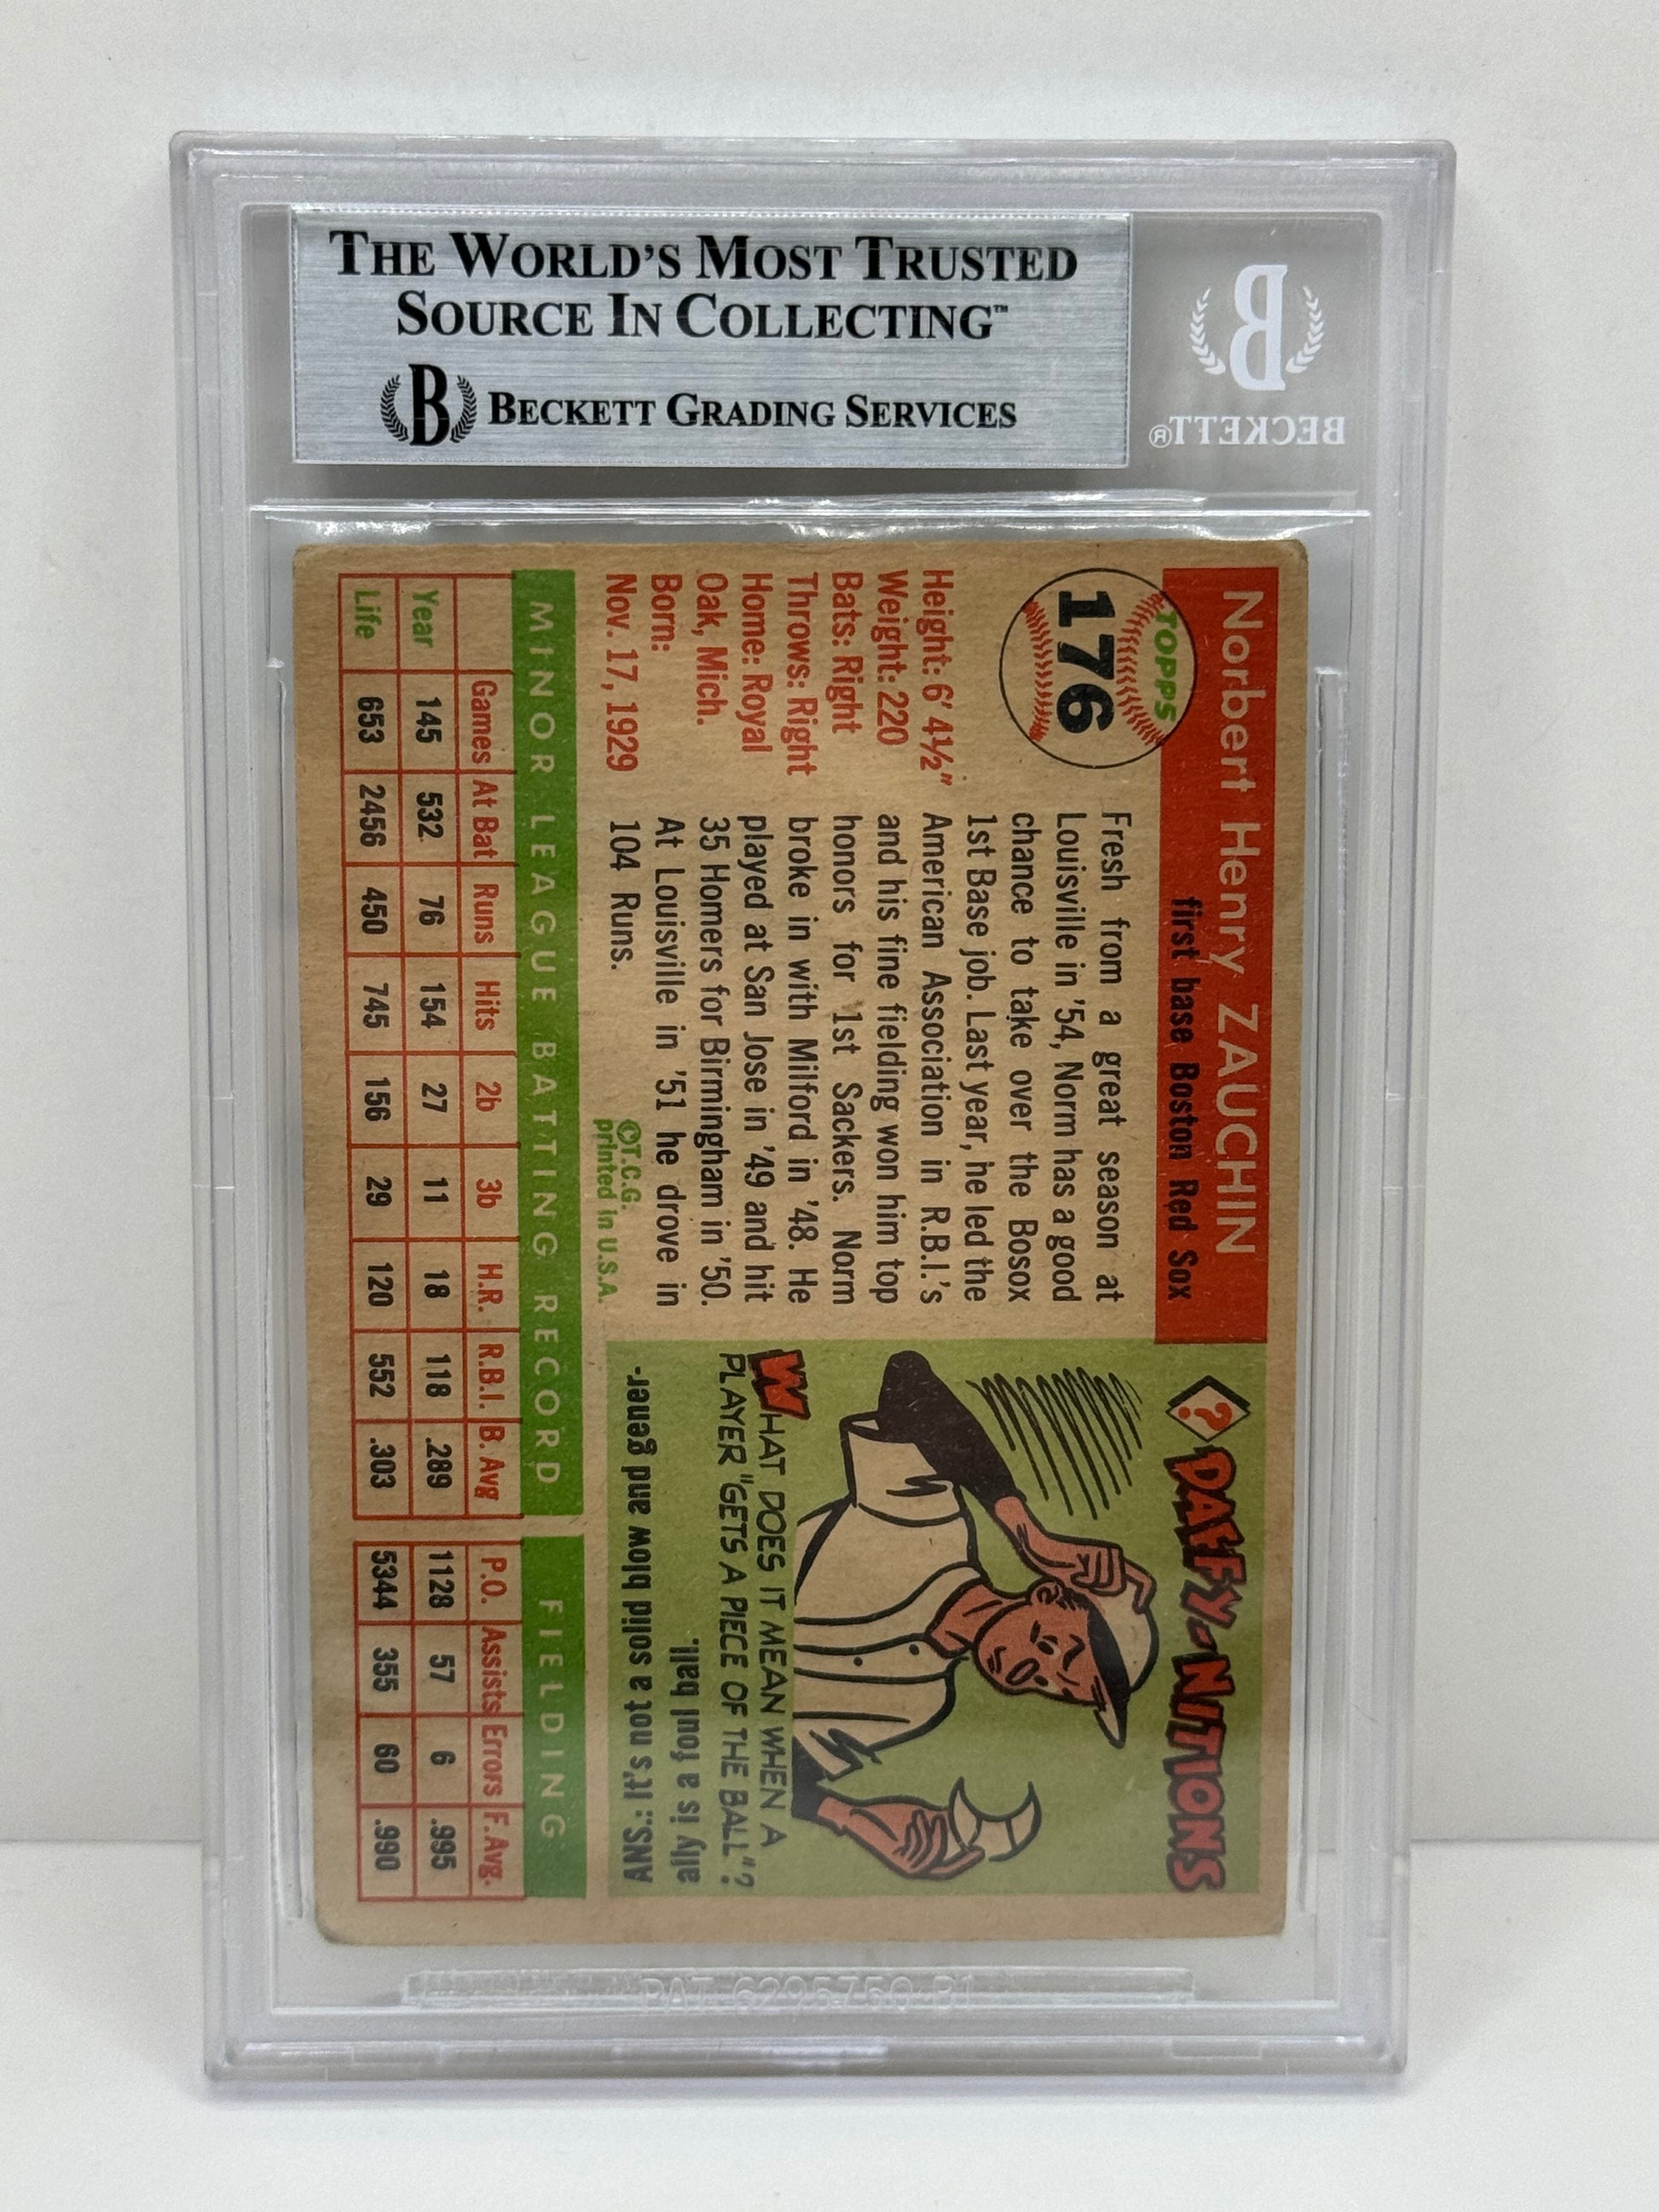 THE WORLD'S MOST TRUSTED
SOURCE IN COLLECTING™
B BECKETT GRADING SERVICES
B
BECKETT®
Norbert Henry ZAUCHIN
first base Boston Red Sox
TOPPS
176
Height: 6' 4½"
Weight: 220
Bats: Right
Throws: Right
Home: Royal
Oak, Mich.
Born:
Nov. 17, 1929
Fresh from a great season at
Louisville in '54, Norm has a good
chance to take over the Bosox
1st Base job. Last year, he led the
American Association in R.B.I.'s
and his fine fielding won him top
honors for 1st Sackers. Norm
broke in with Milford in '48. He
played at San Jose in '49 and hit
35 Homers for Birmingham in '50.
At Louisville in '51 he drove in
104 Runs.
©T.C.G.
printed in U.S.A.
? DAFFY-NITIONS
WHAT DOES IT MEAN WHEN A
PLAYER "GETS A PIECE OF THE BALL"?
ANS.: It's not a solid blow and gener-
ally is a foul ball.
MINOR LEAGUE BATTING RECORD FIELDING
Games At Bat Runs Hits 2b 3b H.R. R.B.I. B. Avg P.O. Assists Errors F. Avg.
Year 145 532 76 154 27 11 18 118 .289 1128 57 6 .995
Life 653 2456 450 745 156 29 120 552 .303 5344 355 60 .990
PAT 6295750 B1